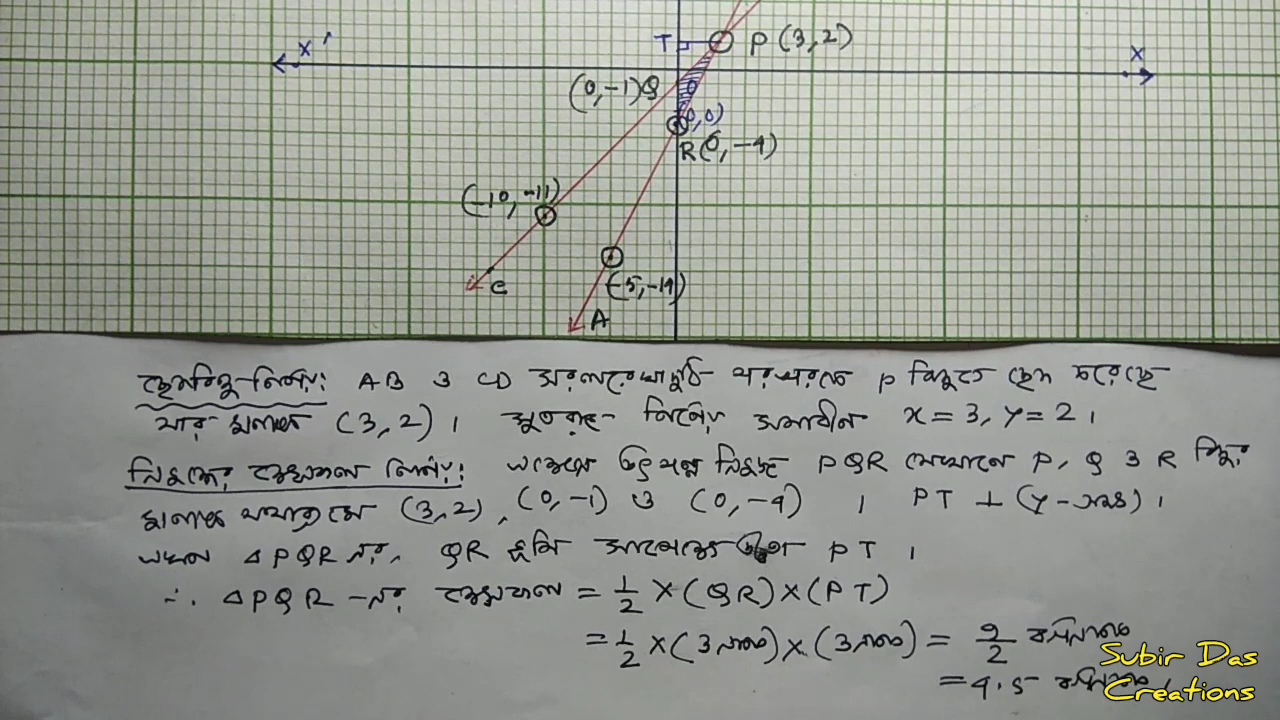 T P (3,2)
X' X
(0,-1) Q 0
(0,0)
R(0,-4)
(-10,-11)
C (-5,-14)
A
ছেদবিন্দু নির্ণয়: AB ও CD সরলরেখাদুটি পরস্পরকে P বিন্দুতে ছেদ করেছে
যার স্থানাঙ্ক (3,2)। সুতরাং নির্ণেয় সমাধান x=3, y=2।
ত্রিভুজের ক্ষেত্রফল নির্ণয়: এক্ষেত্রে উৎপন্ন ত্রিভুজ PQR যেখানে P, Q ও R বিন্দুর
স্থানাঙ্ক যথাক্রমে (3,2), (0,-1) ও (0,-4) । PT ⊥ (y-অক্ষ)।
এখন △PQR এর, QR ভূমি সাপেক্ষে PT ।
∴ △PQR -এর ক্ষেত্রফল = 1/2 × (QR) × (PT)
= 1/2 × (3 একক) × (3 একক) = 9/2 বর্গএকক
= 4.5 বর্গএকক।
Subir Das
Creations